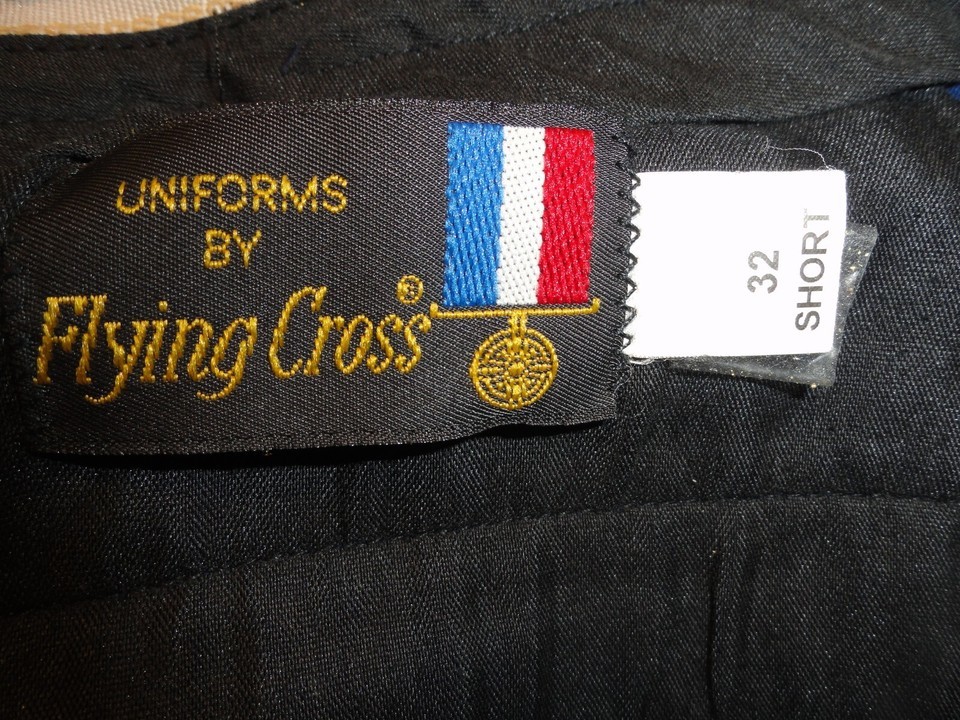 UNIFORMS
BY
Flying Cross®
32
SHORT